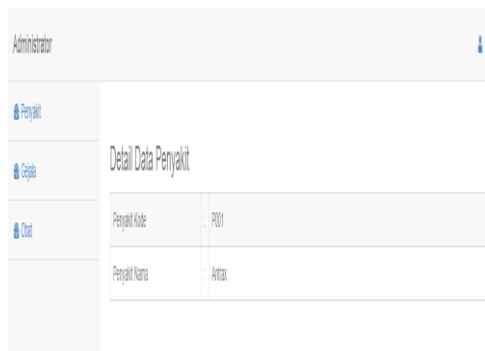 Administrator
Penyakit
Gejala
Obat
Detail Data Penyakit
Penyakit Kode : P001
Penyakit Nama : Antrax